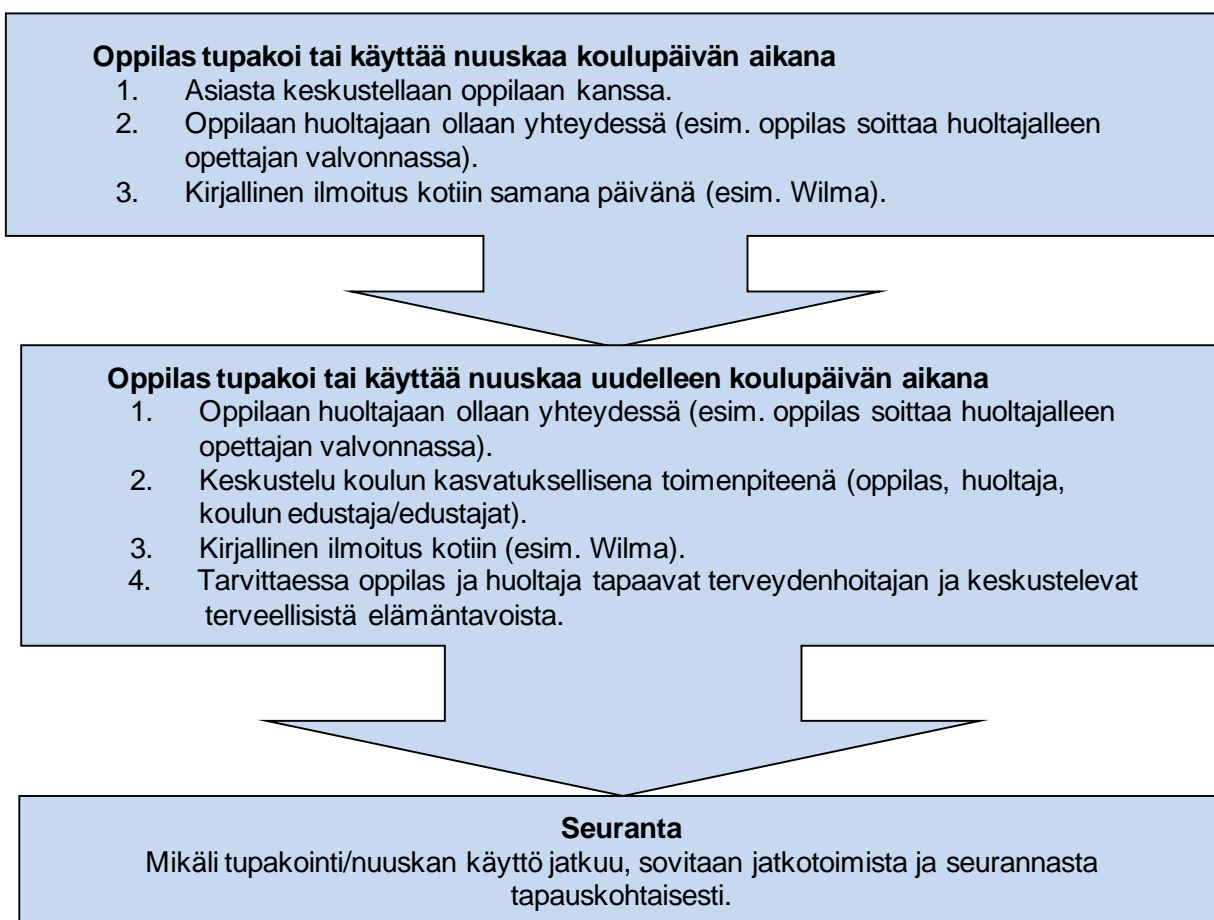 Oppilas tupakoi tai käyttää nuuskaa koulupäivän aikana
1. Asiasta keskustellaan oppilaan kanssa.
2. Oppilaan huoltajaan ollaan yhteydessä (esim. oppilas soittaa huoltajalleen
opettajan valvonnassa).
3. Kirjallinen ilmoitus kotiin samana päivänä (esim. Wilma).
Oppilas tupakoi tai käyttää nuuskaa uudelleen koulupäivän aikana
1. Oppilaan huoltajaan ollaan yhteydessä (esim. oppilas soittaa huoltajalleen
opettajan valvonnassa).
2. Keskustelu koulun kasvatuksellisena toimenpiteenä (oppilas, huoltaja,
koulun edustaja/edustajat).
3. Kirjallinen ilmoitus kotiin (esim. Wilma).
4. Tarvittaessa oppilas ja huoltaja tapaavat terveydenhoitajan ja keskustelevat
terveellisistä elämäntavoista.
Seuranta
Mikäli tupakointi/nuuskan käyttö jatkuu, sovitaan jatkotoimista ja seurannasta
tapauskohtaisesti.